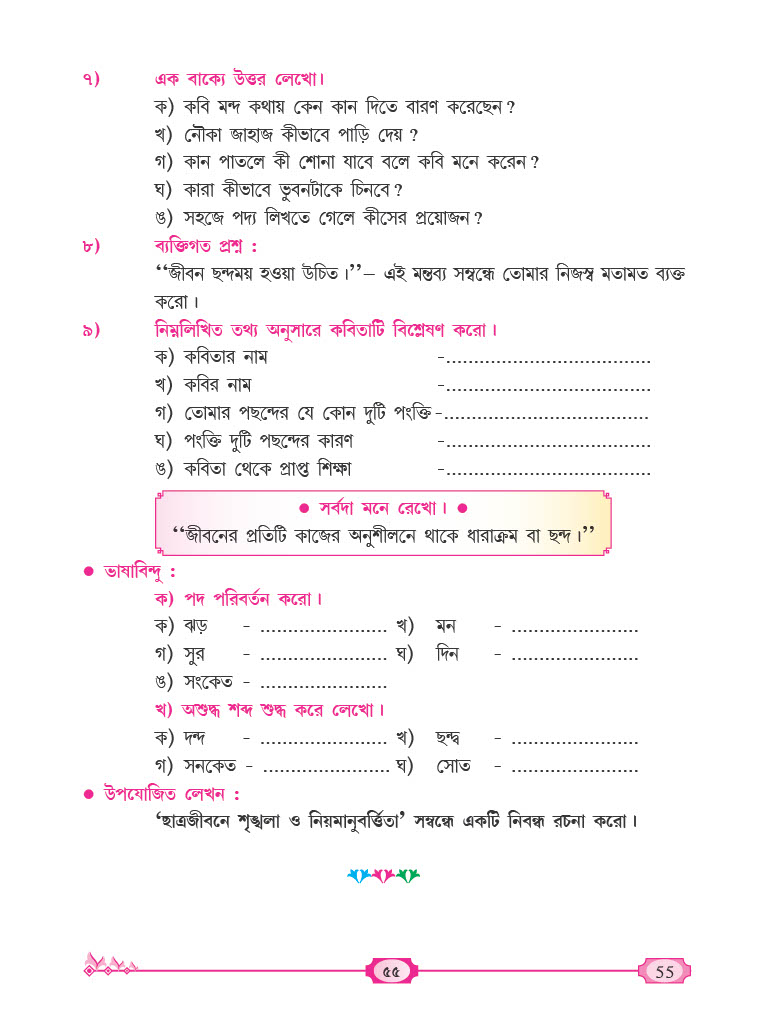 ৭) এক বাক্যে উত্তর লেখো।
ক) কবি মন্দ কথায় কেন কান দিতে বারণ করেছেন ?
খ) নৌকা জাহাজ কীভাবে পাড়ি দেয় ?
গ) কান পাতলে কী শোনা যাবে বলে কবি মনে করেন ?
ঘ) কারা কীভাবে ভুবনটাকে চিনবে ?
ঙ) সহজে পদ্য লিখতে গেলে কীসের প্রয়োজন ?
৮) ব্যক্তিগত প্রশ্ন :
‘‘জীবন ছন্দময় হওয়া উচিত।’’– এই মন্তব্য সম্বন্ধে তোমার নিজস্ব মতামত ব্যক্ত
করো।
৯) নিম্নলিখিত তথ্য অনুসারে কবিতাটি বিশ্লেষণ করো।
ক) কবিতার নাম -.....................................
খ) কবির নাম -.....................................
গ) তোমার পছন্দের যে কোন দুটি পংক্তি -.....................................
ঘ) পংক্তি দুটি পছন্দের কারণ -.....................................
ঙ) কবিতা থেকে প্রাপ্ত শিক্ষা -.....................................
● সর্বদা মনে রেখো। ●
‘‘জীবনের প্রতিটি কাজের অনুশীলনে থাকে ধারাক্রম বা ছন্দ।’’
● ভাষাবিন্দু :
ক) পদ পরিবর্তন করো।
ক) ঝড় - ....................... খ) মন - .......................
গ) সুর - ....................... ঘ) দিন - .......................
ঙ) সংকেত - .......................
খ) অশুদ্ধ শব্দ শুদ্ধ করে লেখো।
ক) দন্দ - ....................... খ) ছন্দ্ব - .......................
গ) সনকেত - ....................... ঘ) সোত - .......................
● উপযোজিত লেখন :
‘ছাত্রজীবনে শৃঙ্খলা ও নিয়মানুবর্ত্তিতা’ সম্বন্ধে একটি নিবন্ধ রচনা করো।
৫৫ 55